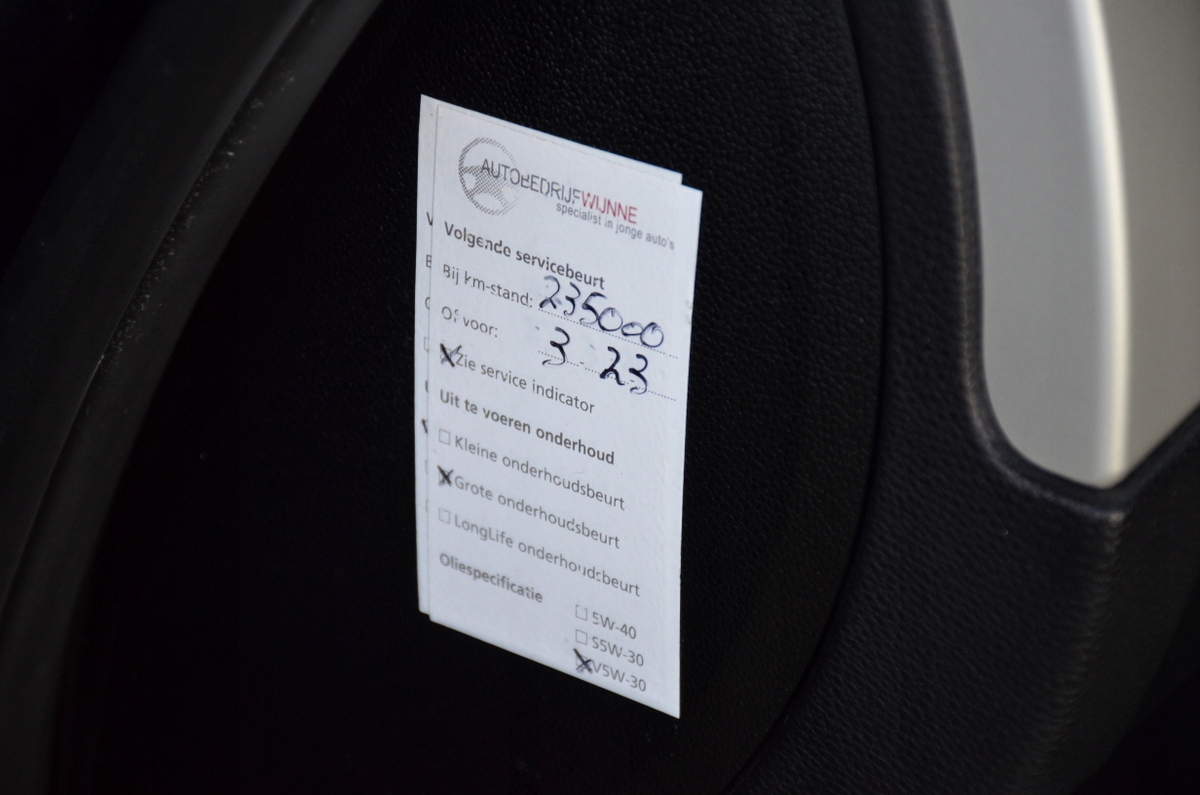 AUTOBEDRIJFWIJNNE
specialist in jonge auto's
Volgende servicebeurt
Bij km-stand: 235000
Of voor: 3-23
Zie service indicator
Uit te voeren onderhoud
Kleine onderhoudsbeurt
Grote onderhoudsbeurt
LongLife onderhoudsbeurt
Oliespecificatie
5W-40
S5W-30
V5W-30